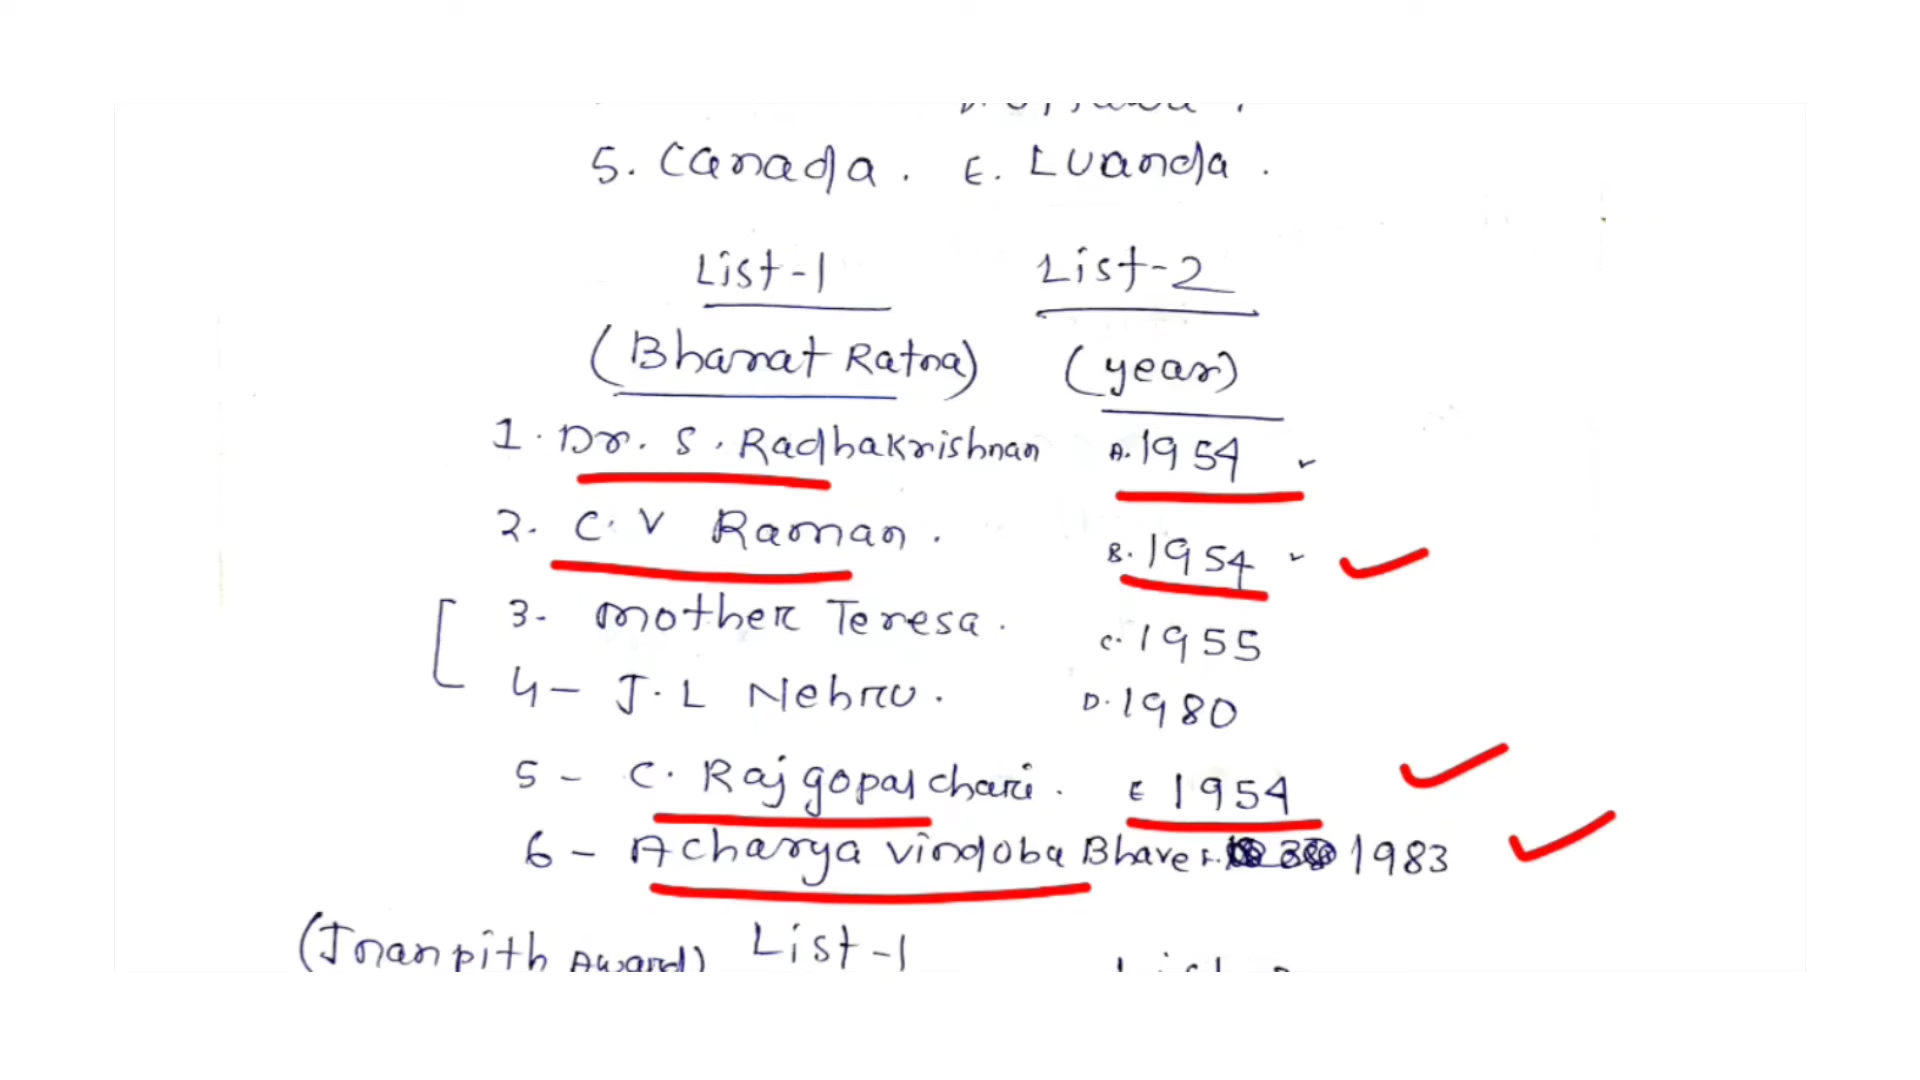 5. Canada. E. Luanda.
List-1 List-2
(Bharat Ratna) (year)
1. Dr. S. Radhakrishnan A. 1954
2. C. V Raman. B. 1954
3. Mother Teresa. C. 1955
4- J. L Nehru. D. 1980
5- C. Rajgopalchari. E 1954
6- Acharya Vinoba Bhave F. 1983
(Jnanpith Award) List-1